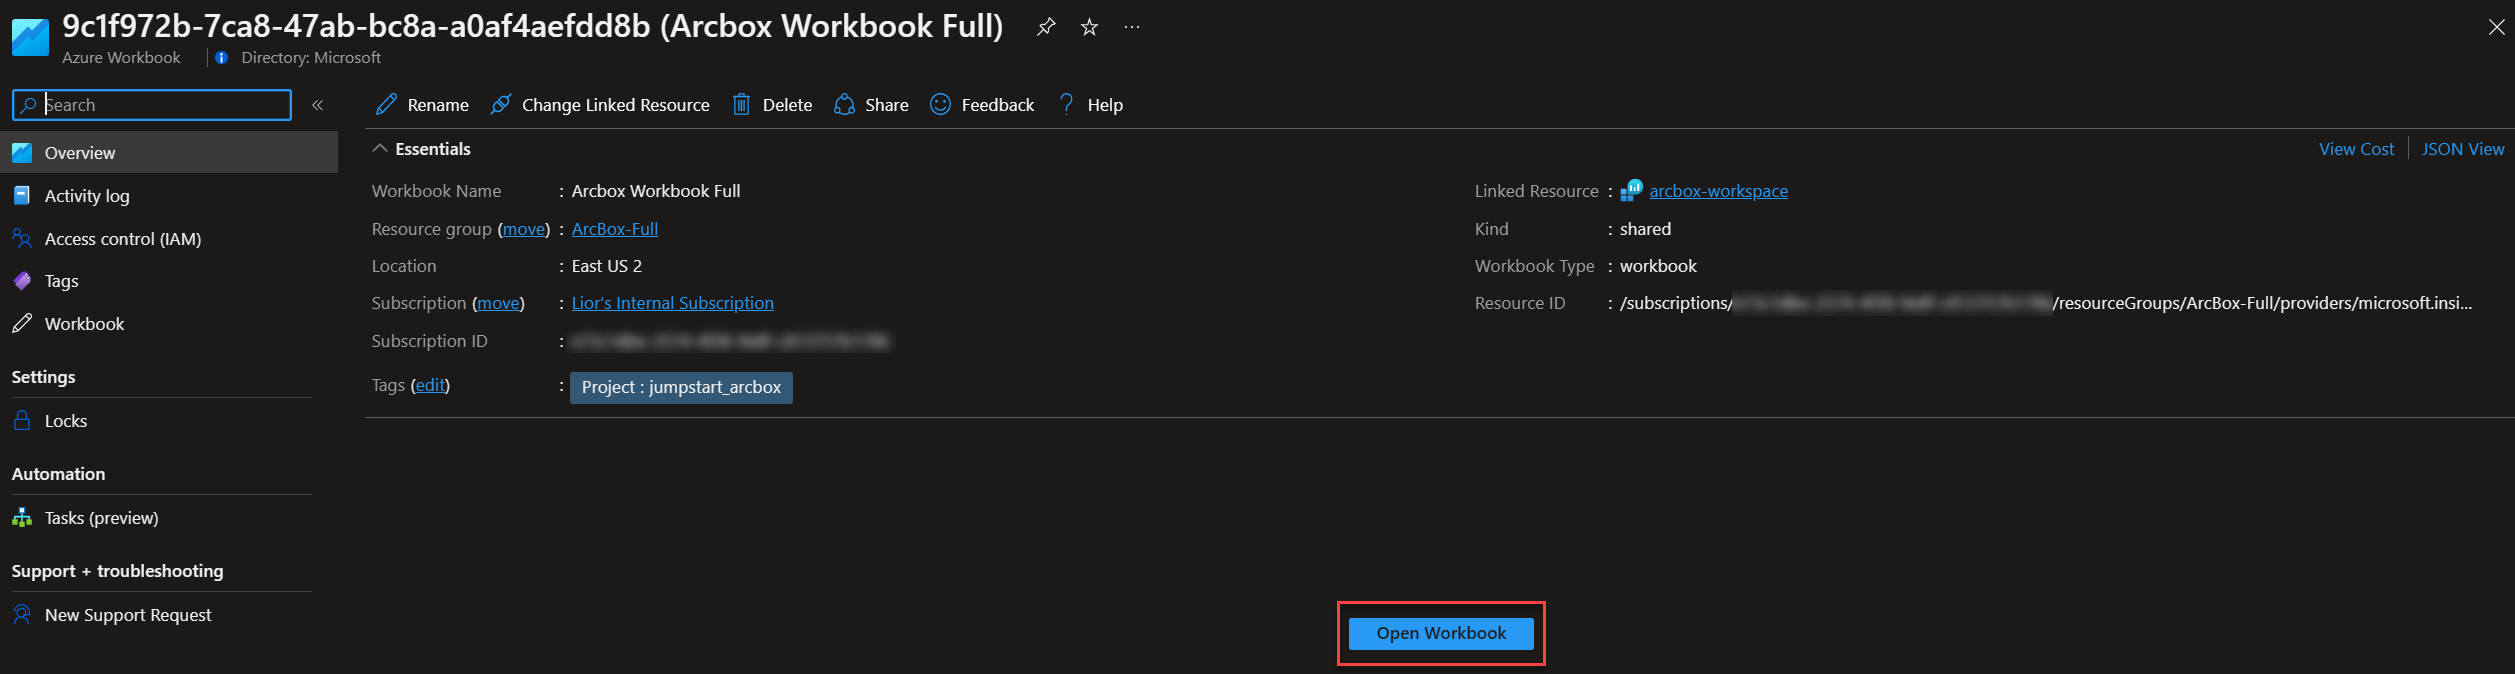 9c1f972b-7ca8-47ab-bc8a-a0af4aefdd8b (Arcbox Workbook Full)
Azure Workbook
Directory: Microsoft
Search
«
Overview
Activity log
Access control (IAM)
Tags
Workbook
Settings
Locks
Automation
Tasks (preview)
Support + troubleshooting
New Support Request
Rename
Change Linked Resource
Delete
Share
Feedback
Help
Essentials
View Cost
JSON View
Workbook Name : Arcbox Workbook Full
Resource group (move) : ArcBox-Full
Location : East US 2
Subscription (move) : Lior's Internal Subscription
Subscription ID :
Tags (edit) : Project : jumpstart_arcbox
Linked Resource : arcbox-workspace
Kind : shared
Workbook Type : workbook
Resource ID : /subscriptions/ /resourceGroups/ArcBox-Full/providers/microsoft.insi...
Open Workbook